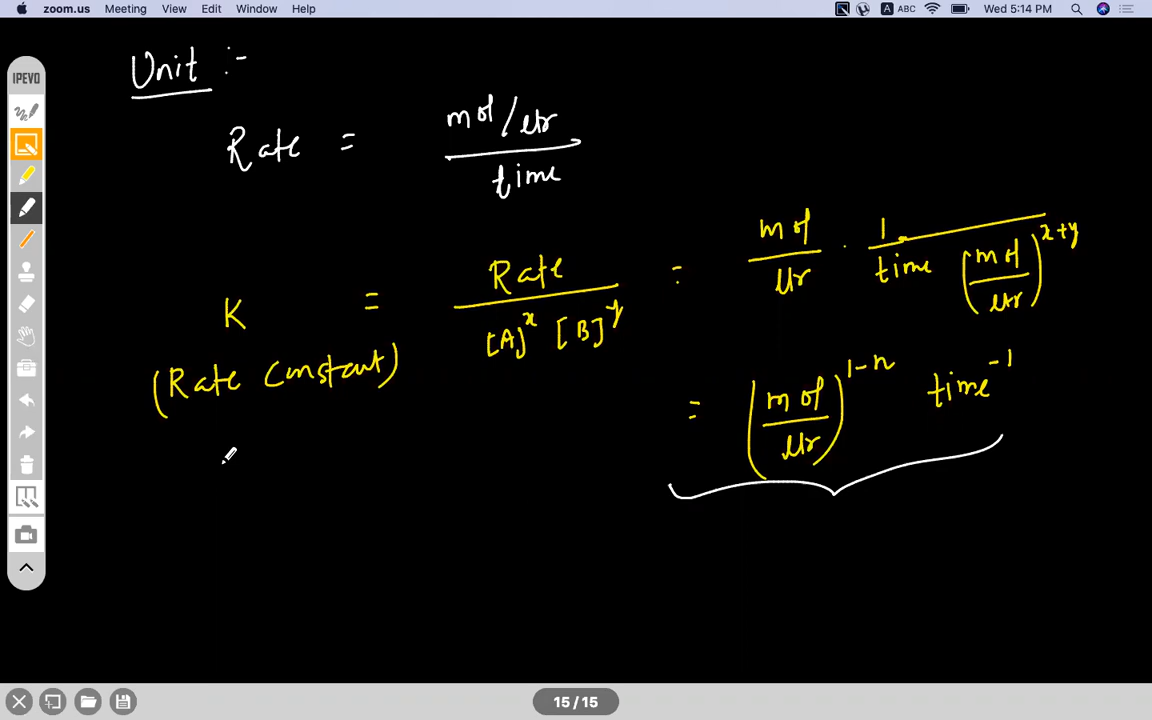 zoom.us Meeting View Edit Window Help A ABC Wed 5:14 PM
IPEVO
Unit :-
Rate = mol/ltr / time
K = Rate / [A]^x [B]^y = mol/ltr . 1 / time (mol/ltr)^x+y
(Rate Constant)
= (mol/ltr)^1-n time^-1
15/15